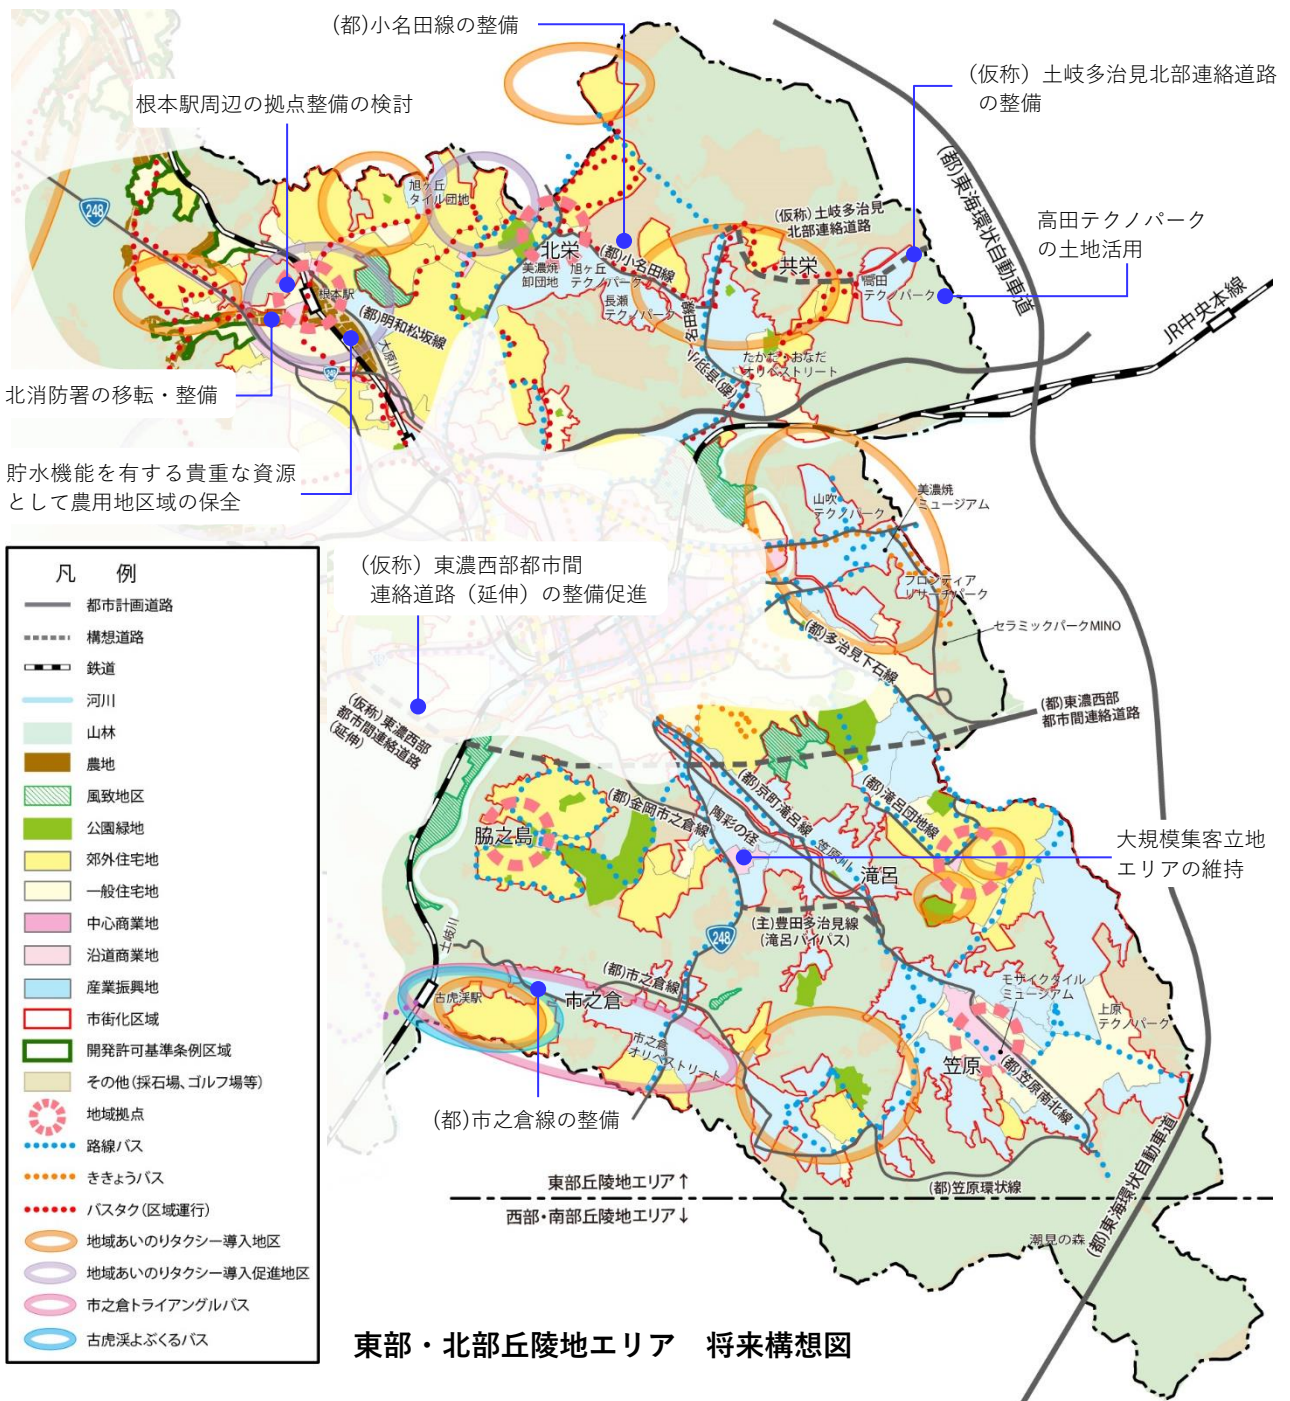 (都)小名田線の整備
（仮称）土岐多治見北部連絡道路
の整備
根本駅周辺の拠点整備の検討
(都)東海環状自動車道
旭ヶ丘
タイル団地
248
(仮称)土岐多治見
北部連絡道路
高田テクノパーク
の土地活用
北栄
(都)小名田線
共栄
美濃焼
卸団地
旭ヶ丘
テクノパーク
高田
テクノパーク
長瀬
テクノパーク
根本駅
(都)明和松坂線
大原川
JR中央本線
(都)音羽小名田線
たかた・おなだ
オリベストリート
248
北消防署の移転・整備
貯水機能を有する貴重な資源
として農用地区域の保全
美濃焼
ミュージアム
山吹
テクノパーク
（仮称）東濃西部都市間
連絡道路（延伸）の整備促進
フロンティア
リサーチパーク
セラミックパークMINO
(都)多治見下石線
(都)東濃西部
都市間連絡道路
(仮称)東濃西部
都市間連絡道路
(延伸)
凡　例
都市計画道路
構想道路
鉄道
河川
山林
農地
風致地区
公園緑地
郊外住宅地
一般住宅地
中心商業地
沿道商業地
産業振興地
市街化区域
開発許可基準条例区域
その他(採石場、ゴルフ場等)
地域拠点
路線バス
ききょうバス
バスタク(区域運行)
地域あいのりタクシー導入地区
地域あいのりタクシー導入促進地区
市之倉トライアングルバス
古虎渓よぶくるバス
(都)金岡市之倉線
(都)京町滝呂線
陶彩の径
笠原川
(都)滝呂団地線
脇之島
滝呂
大規模集客立地
エリアの維持
(主)豊田多治見線
(滝呂バイパス)
248
土岐川
(都)市之倉線
古虎渓駅
市之倉
市之倉
オリベストリート
モザイクタイル
ミュージアム
上原
テクノパーク
笠原
(都)笠原南北線
(都)市之倉線の整備
(都)東海環状自動車道
東部丘陵地エリア↑
(都)笠原環状線
西部・南部丘陵地エリア↓
潮見の森
東部・北部丘陵地エリア　将来構想図